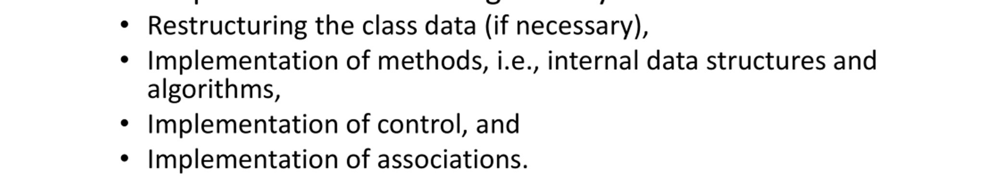 • Restructuring the class data (if necessary),
• Implementation of methods, i.e., internal data structures and
algorithms,
• Implementation of control, and
• Implementation of associations.